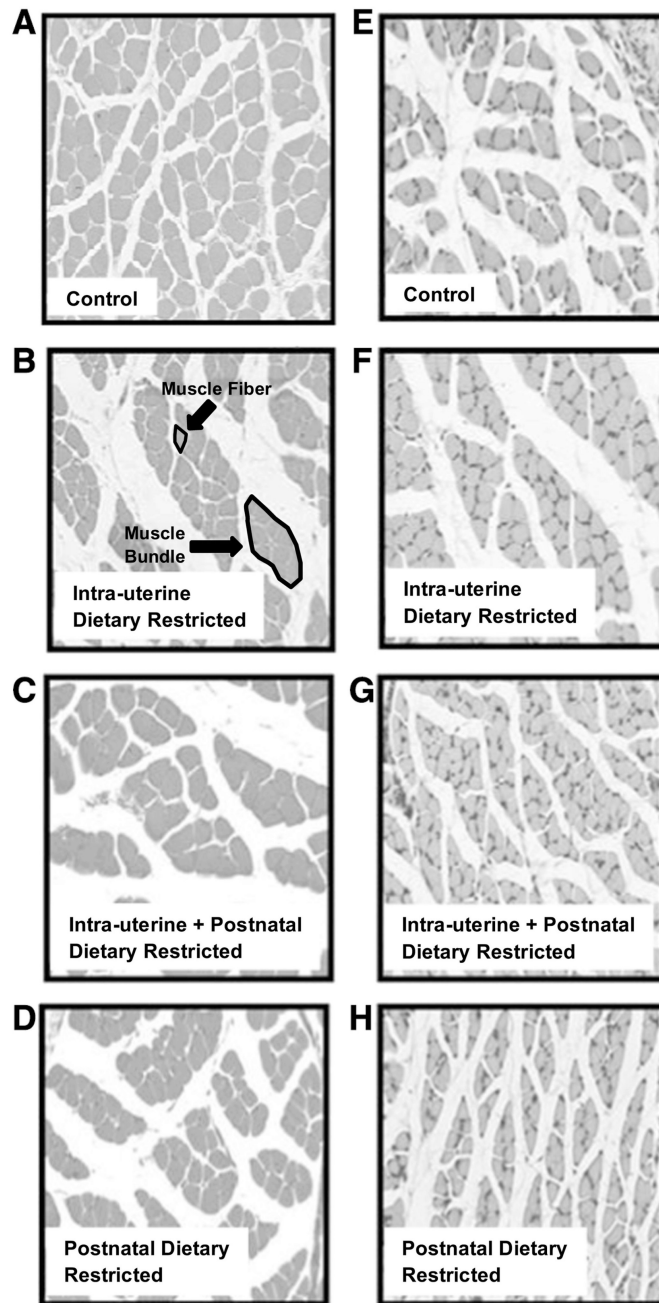 A
Control
E
Control
B
Muscle Fiber
Muscle
Bundle
Intra-uterine
Dietary Restricted
F
Intra-uterine
Dietary Restricted
C
Intra-uterine + Postnatal
Dietary Restricted
G
Intra-uterine + Postnatal
Dietary Restricted
D
Postnatal Dietary
Restricted
H
Postnatal Dietary
Restricted